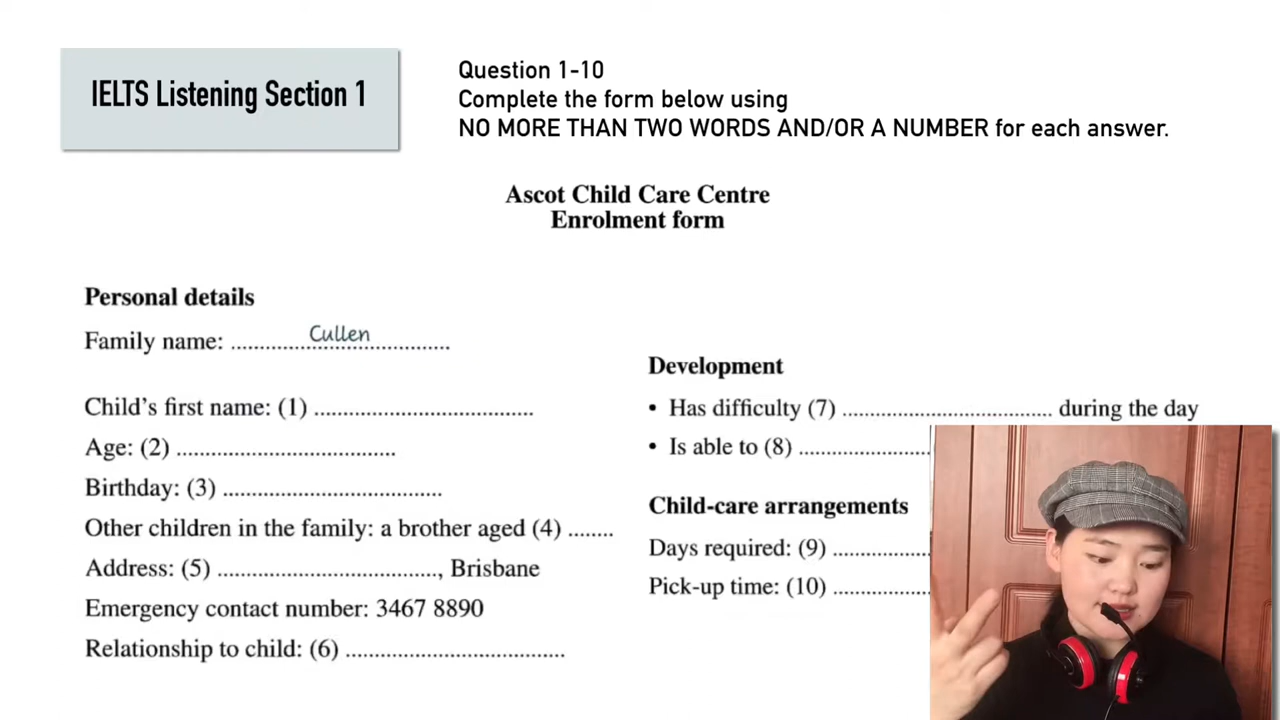 IELTS Listening Section 1
Question 1-10
Complete the form below using
NO MORE THAN TWO WORDS AND/OR A NUMBER for each answer.
Ascot Child Care Centre
Enrolment form
Personal details
Family name: ......................................... Cullen
Child's first name: (1) .........................................
Age: (2) .........................................
Birthday: (3) .........................................
Other children in the family: a brother aged (4) ........
Address: (5) ........................................., Brisbane
Emergency contact number: 3467 8890
Relationship to child: (6) .........................................
Development
• Has difficulty (7) ......................................... during the day
• Is able to (8) ........................
Child-care arrangements
Days required: (9) ..................
Pick-up time: (10) ..................